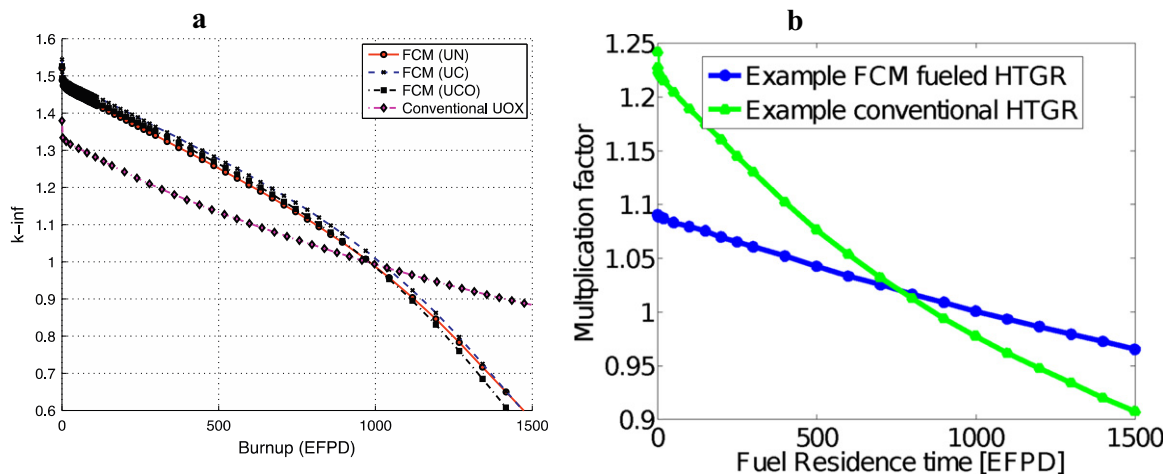 a
1.6
1.5
1.4
1.3
1.2
1.1
1
0.9
0.8
0.7
0.6
k-inf
0
500
1000
1500
Burnup (EFPD)
FCM (UN)
FCM (UC)
FCM (UCO)
Conventional UOX
b
1.25
1.2
1.15
1.1
1.05
1
0.95
0.9
Multplication factor
0
500
1000
1500
Fuel Residence time [EFPD]
Example FCM fueled HTGR
Example conventional HTGR